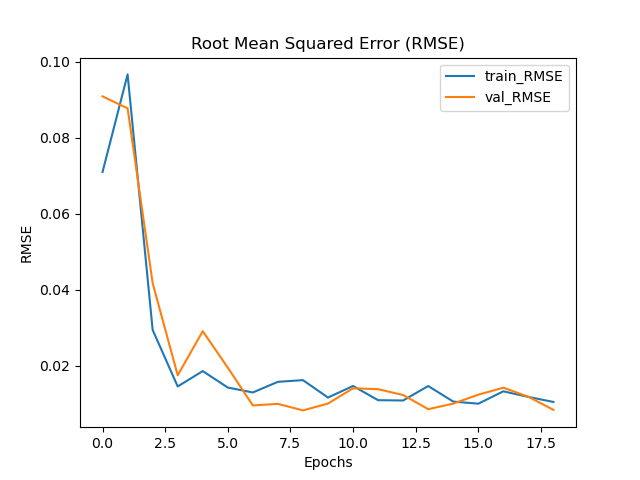 Root Mean Squared Error (RMSE)
train_RMSE
val_RMSE
0.10
0.08
0.06
0.04
0.02
RMSE
0.0 2.5 5.0 7.5 10.0 12.5 15.0 17.5
Epochs